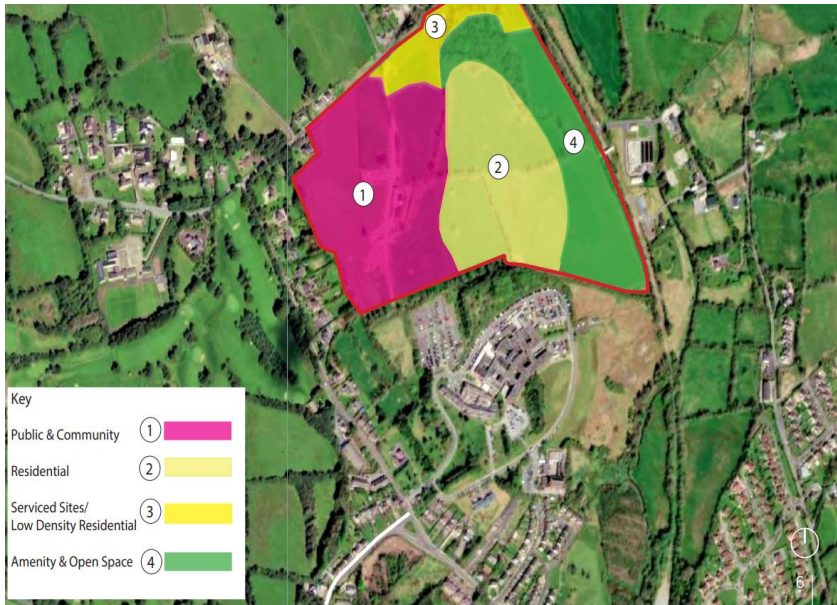 3
4
2
1
Key
Public & Community 1
Residential 2
Serviced Sites/
Low Density Residential 3
Amenity & Open Space 4
6